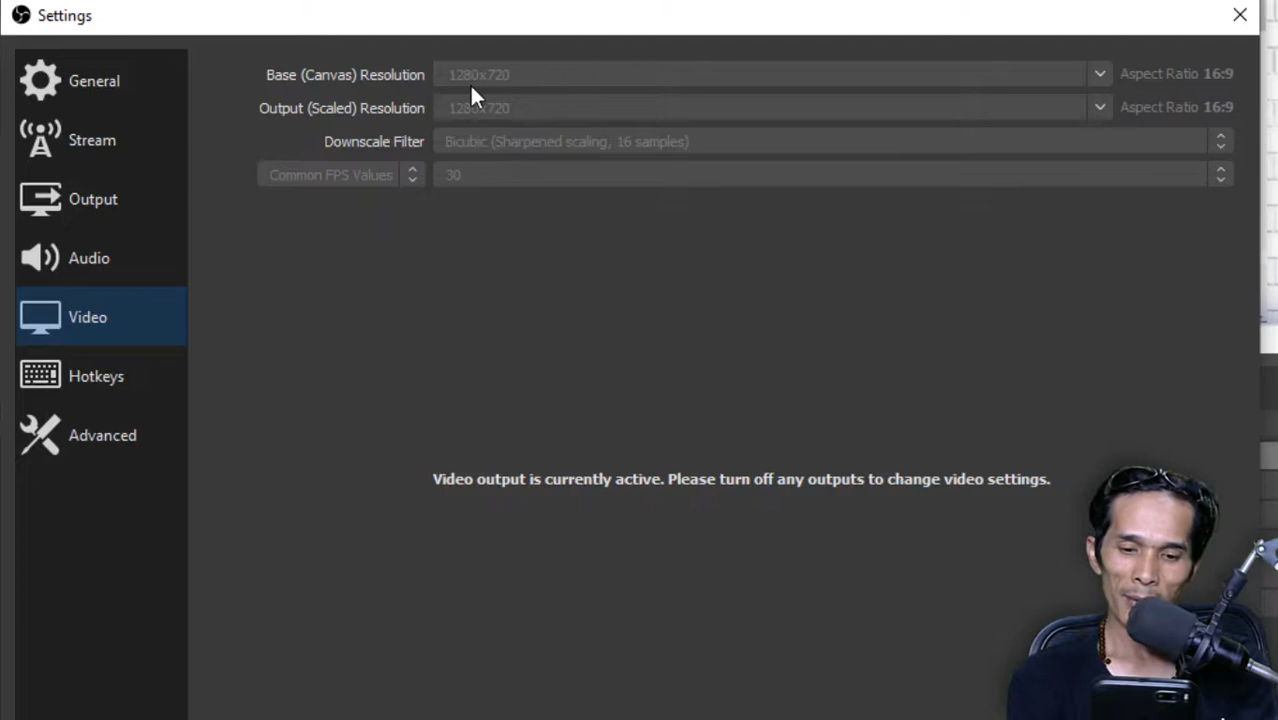 Settings
General
Stream
Output
Audio
Video
Hotkeys
Advanced
Base (Canvas) Resolution 1280x720 Aspect Ratio 16:9
Output (Scaled) Resolution 1280x720 Aspect Ratio 16:9
Downscale Filter Bicubic (Sharpened scaling, 16 samples)
Common FPS Values 30
Video output is currently active. Please turn off any outputs to change video settings.